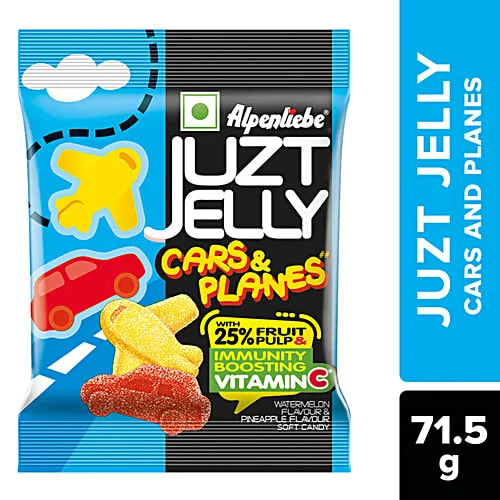 Alpenliebe®
JUZT
JELLY
CARS &
PLANES##
WITH
25% FRUIT
PULP &
IMMUNITY
BOOSTING
VITAMIN C*
WATERMELON
FLAVOUR &
PINEAPPLE FLAVOUR
SOFT CANDY
JUZT JELLY
CARS AND PLANES
71.5
g